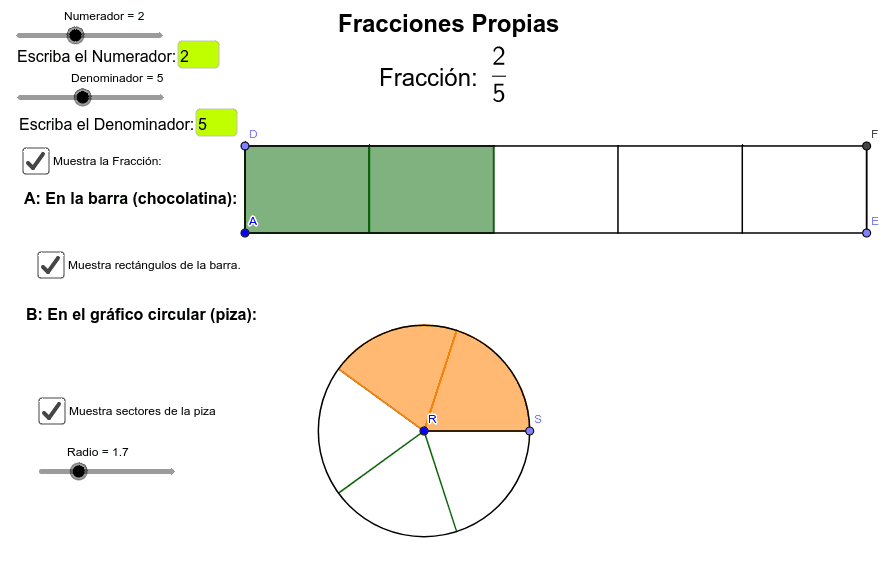 Numerador = 2
Fracciones Propias
Escriba el Numerador: 2
Fracción: 2/5
Denominador = 5
Escriba el Denominador: 5
D
F
Muestra la Fracción:
A: En la barra (chocolatina):
A
E
Muestra rectángulos de la barra.
B: En el gráfico circular (piza):
Muestra sectores de la piza
R
S
Radio = 1.7